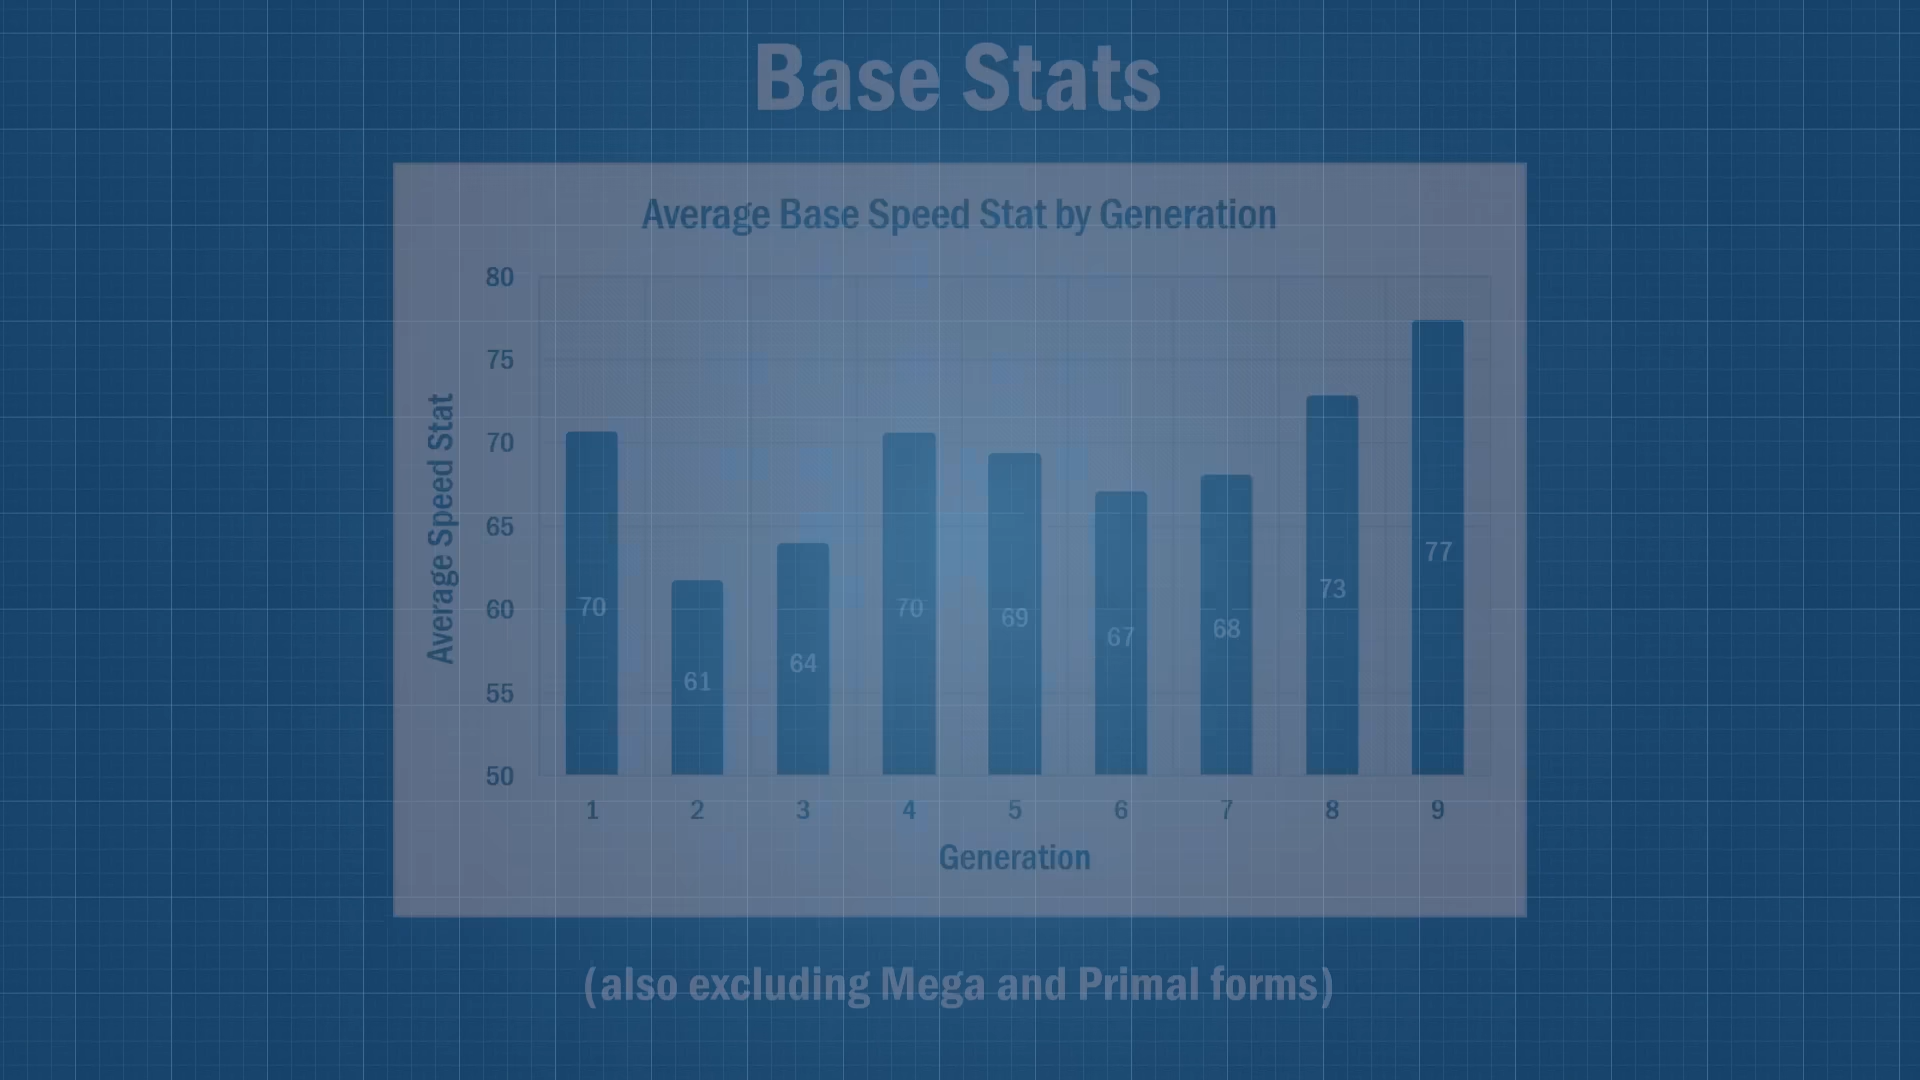 Base Stats
Average Base Speed Stat by Generation
80
75
70
65
60
55
50
Average Speed Stat
70
61
64
70
69
67
68
73
77
1 2 3 4 5 6 7 8 9
Generation
(also excluding Mega and Primal forms)